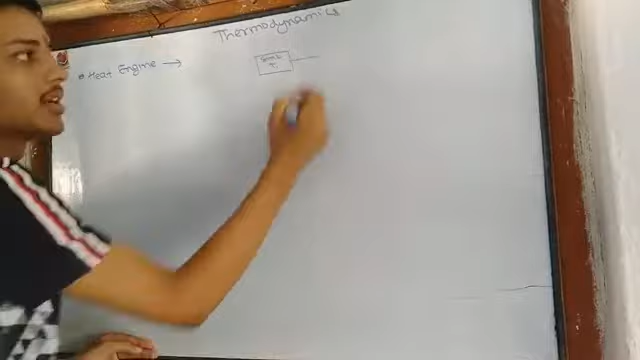 Thermodynamics
• Heat Engine →